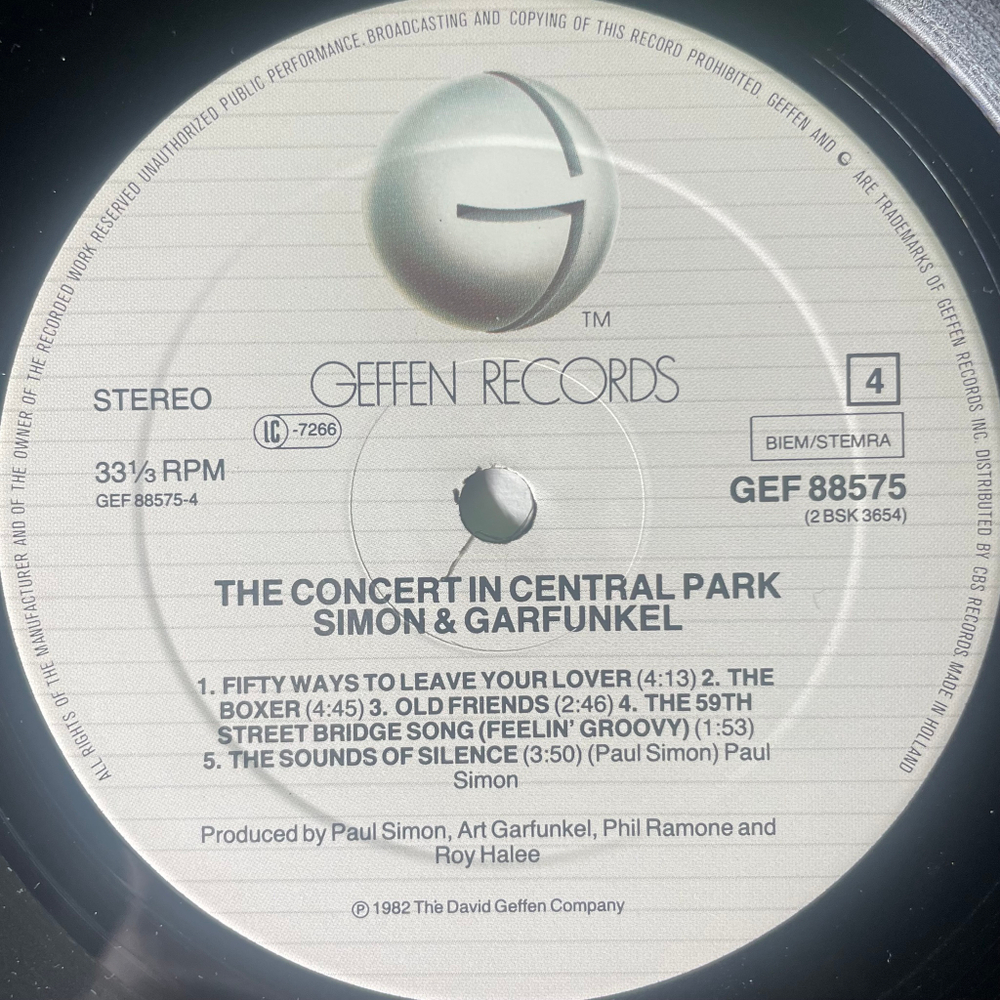 ALL RIGHTS OF THE MANUFACTURER AND OF THE OWNER OF THE RECORDED WORK RESERVED UNAUTHORIZED PUBLIC PERFORMANCE. BROADCASTING AND COPYING OF THIS RECORD PROHIBITED. GEFFEN AND G ARE TRADEMARKS OF GEFFEN RECORDS INC. DISTRIBUTED BY CBS RECORDS. MADE IN HOLLAND
TM
GEFFEN RECORDS
STEREO
LC -7266
33⅓ RPM
GEF 88575-4
4
BIEM/STEMRA
GEF 88575
(2 BSK 3654)
THE CONCERT IN CENTRAL PARK
SIMON & GARFUNKEL
1. FIFTY WAYS TO LEAVE YOUR LOVER (4:13) 2. THE
BOXER (4:45) 3. OLD FRIENDS (2:46) 4. THE 59TH
STREET BRIDGE SONG (FEELIN' GROOVY) (1:53)
5. THE SOUNDS OF SILENCE (3:50) (Paul Simon) Paul
Simon
Produced by Paul Simon, Art Garfunkel, Phil Ramone and
Roy Halee
℗ 1982 The David Geffen Company